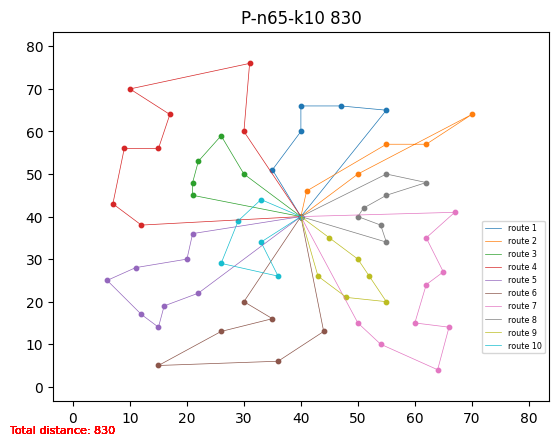 P-n65-k10 830
80
70
60
50
40
30
20
10
0
0 10 20 30 40 50 60 70 80
route 1
route 2
route 3
route 4
route 5
route 6
route 7
route 8
route 9
route 10
Total distance: 830